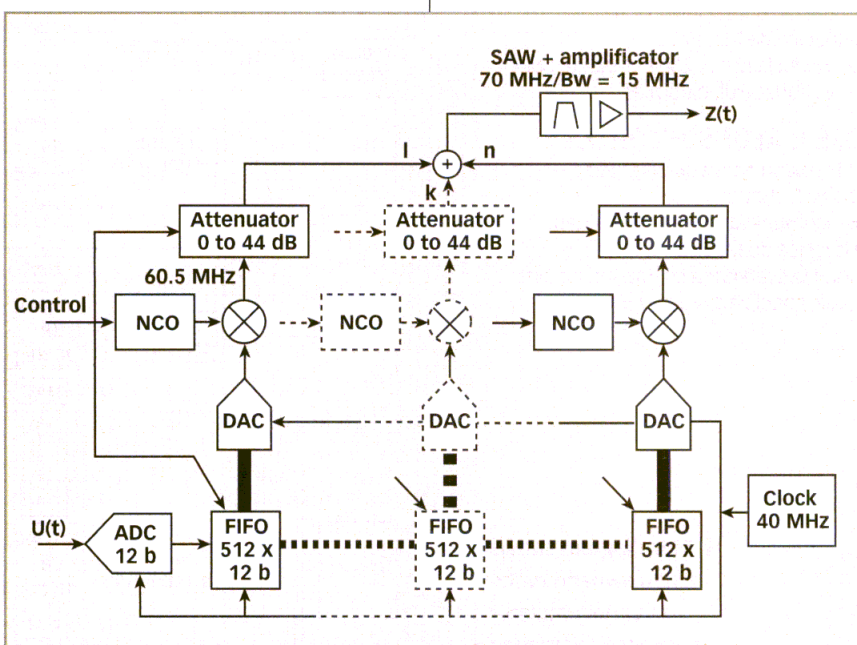 SAW + amplificator
70 MHz/Bw = 15 MHz
Z(t)
l
+
n
k
Attenuator
0 to 44 dB
Attenuator
0 to 44 dB
Attenuator
0 to 44 dB
60.5 MHz
Control
NCO
NCO
NCO
DAC
DAC
DAC
U(t)
ADC
12 b
FIFO
512 x
12 b
FIFO
512 x
12 b
FIFO
512 x
12 b
Clock
40 MHz